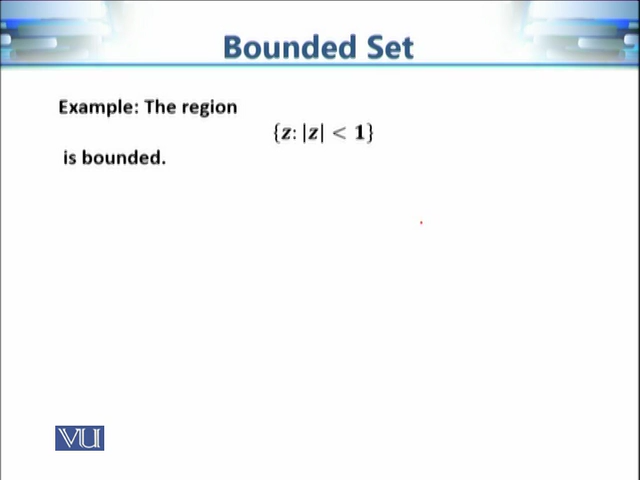 Bounded Set
Example: The region
{z: |z| < 1}
is bounded.
VU